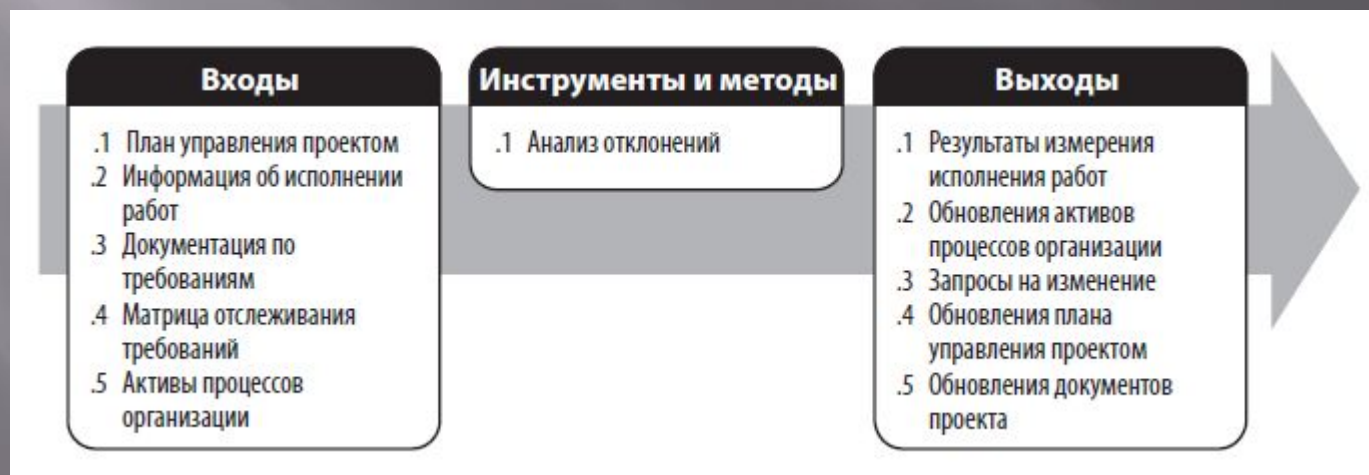 Входы
.1 План управления проектом
.2 Информация об исполнении
работ
.3 Документация по
требованиям
.4 Матрица отслеживания
требований
.5 Активы процессов
организации
Инструменты и методы
.1 Анализ отклонений
Выходы
.1 Результаты измерения
исполнения работ
.2 Обновления активов
процессов организации
.3 Запросы на изменение
.4 Обновления плана
управления проектом
.5 Обновления документов
проекта